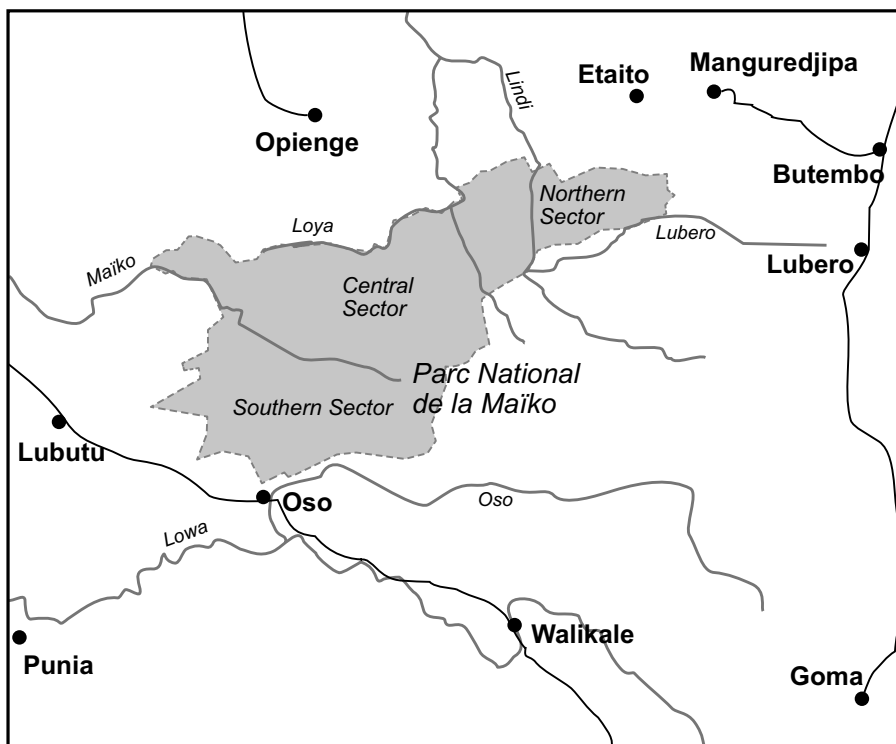 Lindi
Etaito
Manguredjipa
Opienge
Butembo
Northern
Sector
Loya
Lubero
Maïko
Lubero
Central
Sector
Parc National
de la Maïko
Southern Sector
Lubutu
Oso
Oso
Lowa
Walikale
Punia
Goma